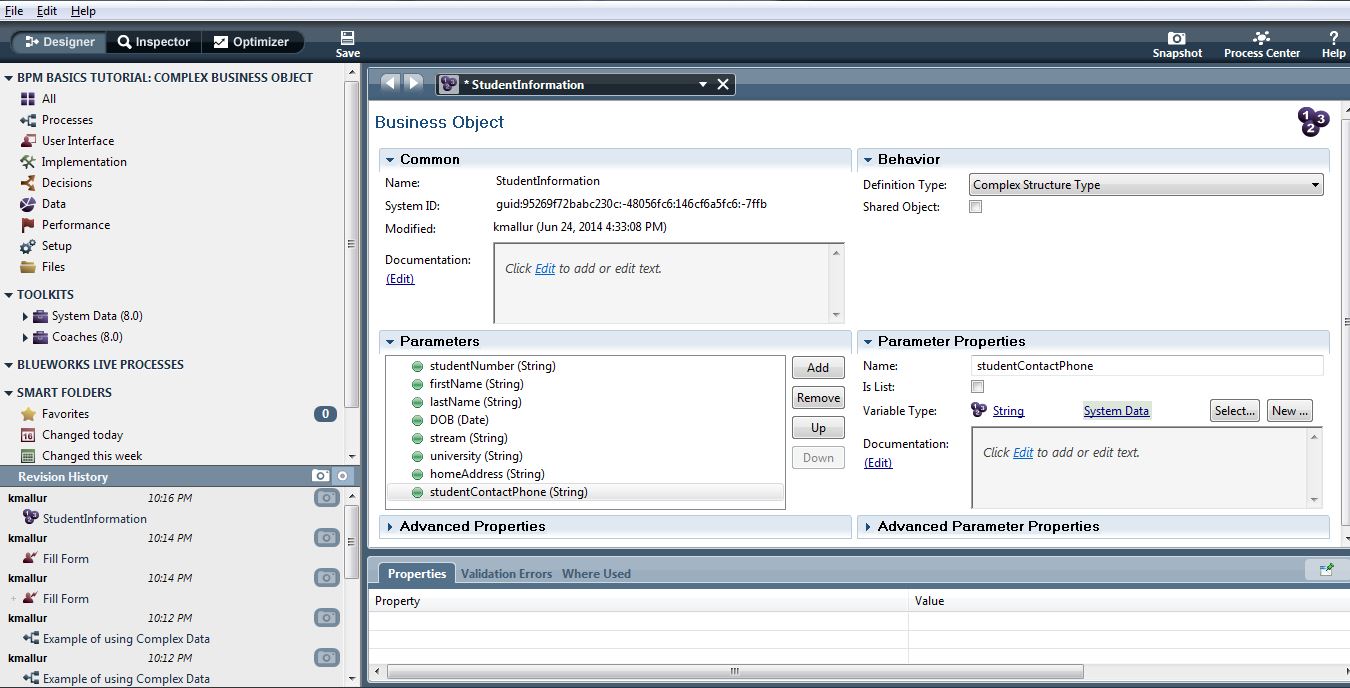 File Edit Help
Designer Inspector Optimizer Save Snapshot Process Center Help
BPM BASICS TUTORIAL: COMPLEX BUSINESS OBJECT
All
Processes
User Interface
Implementation
Decisions
Data
Performance
Setup
Files
TOOLKITS
System Data (8.0)
Coaches (8.0)
BLUEWORKS LIVE PROCESSES
SMART FOLDERS
Favorites 0
Changed today
Changed this week
Revision History
kmallur 10:16 PM
StudentInformation
kmallur 10:14 PM
Fill Form
kmallur 10:14 PM
Fill Form
kmallur 10:12 PM
Example of using Complex Data
kmallur 10:12 PM
Example of using Complex Data
* StudentInformation
Business Object
1 2 3
Common
Name: StudentInformation
System ID: guid:95269f72babc230c:-48056fc6:146cf6a5fc6:-7ffb
Modified: kmallur (Jun 24, 2014 4:33:08 PM)
Documentation:
(Edit)
Click Edit to add or edit text.
Behavior
Definition Type: Complex Structure Type
Shared Object:
Parameters
studentNumber (String)
firstName (String)
lastName (String)
DOB (Date)
stream (String)
university (String)
homeAddress (String)
studentContactPhone (String)
Add
Remove
Up
Down
Parameter Properties
Name: studentContactPhone
Is List:
Variable Type: String System Data Select... New ...
Documentation:
(Edit)
Click Edit to add or edit text.
Advanced Properties
Advanced Parameter Properties
Properties Validation Errors Where Used
Property Value